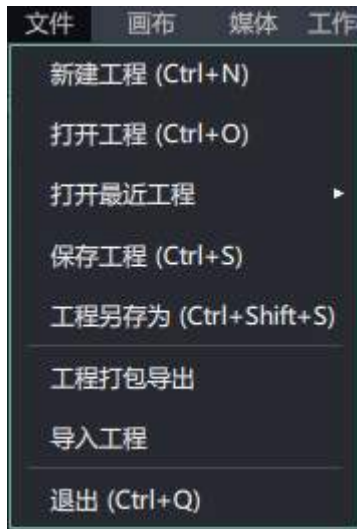 文件 画布 媒体 工作
新建工程 (Ctrl+N)
打开工程 (Ctrl+O)
打开最近工程
保存工程 (Ctrl+S)
工程另存为 (Ctrl+Shift+S)
工程打包导出
导入工程
退出 (Ctrl+Q)